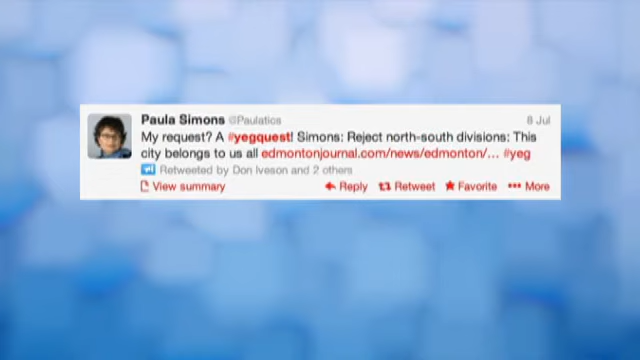 Paula Simons @Paulatics 8 Jul
My request? A #yegquest! Simons: Reject north-south divisions: This
city belongs to us all edmontonjournal.com/news/edmonton/… #yeg
Retweeted by Don Iveson and 2 others
View summary Reply Retweet Favorite More